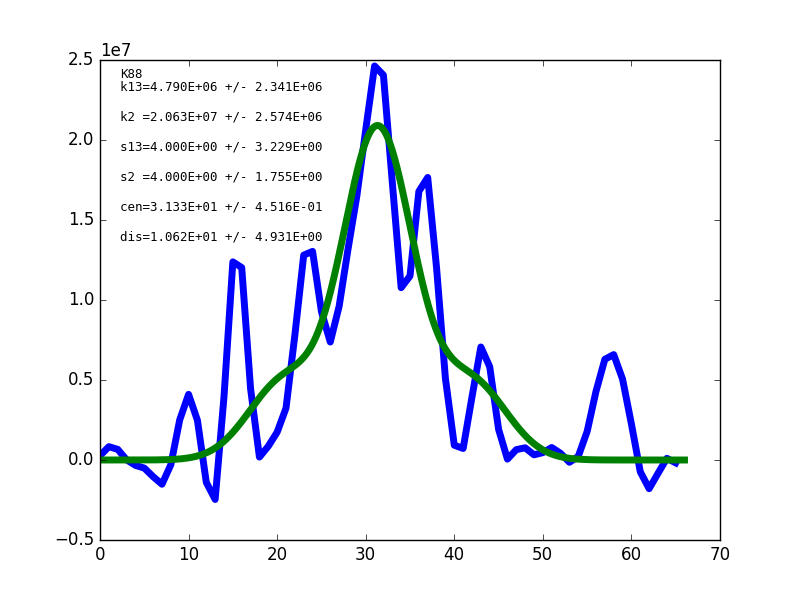 1e7
K88
k13=4.790E+06 +/- 2.341E+06
k2 =2.063E+07 +/- 2.574E+06
s13=4.000E+00 +/- 3.229E+00
s2 =4.000E+00 +/- 1.755E+00
cen=3.133E+01 +/- 4.516E-01
dis=1.062E+01 +/- 4.931E+00
2.5
2.0
1.5
1.0
0.5
0.0
−0.5
0 10 20 30 40 50 60 70